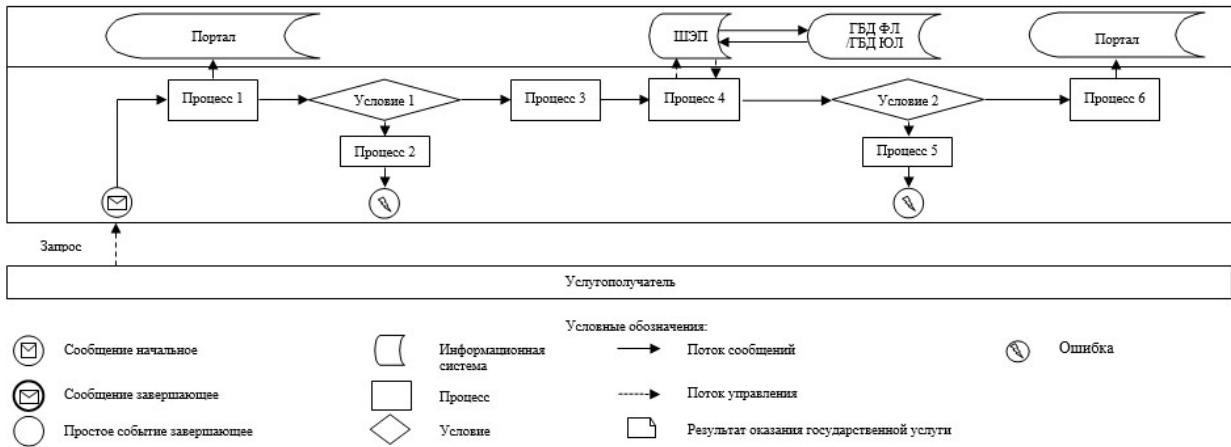 Портал
ШЭП
ГБД ФЛ
/ГБД ЮЛ
Портал
Процесс 1
Условие 1
Процесс 3
Процесс 4
Условие 2
Процесс 6
Процесс 2
Процесс 5
Запрос
Услугополучатель
Условные обозначения:
Сообщение начальное
Информационная
система
Поток сообщений
Ошибка
Сообщение завершающее
Процесс
Поток управления
Простое событие завершающее
Условие
Результат оказания государственной услуги